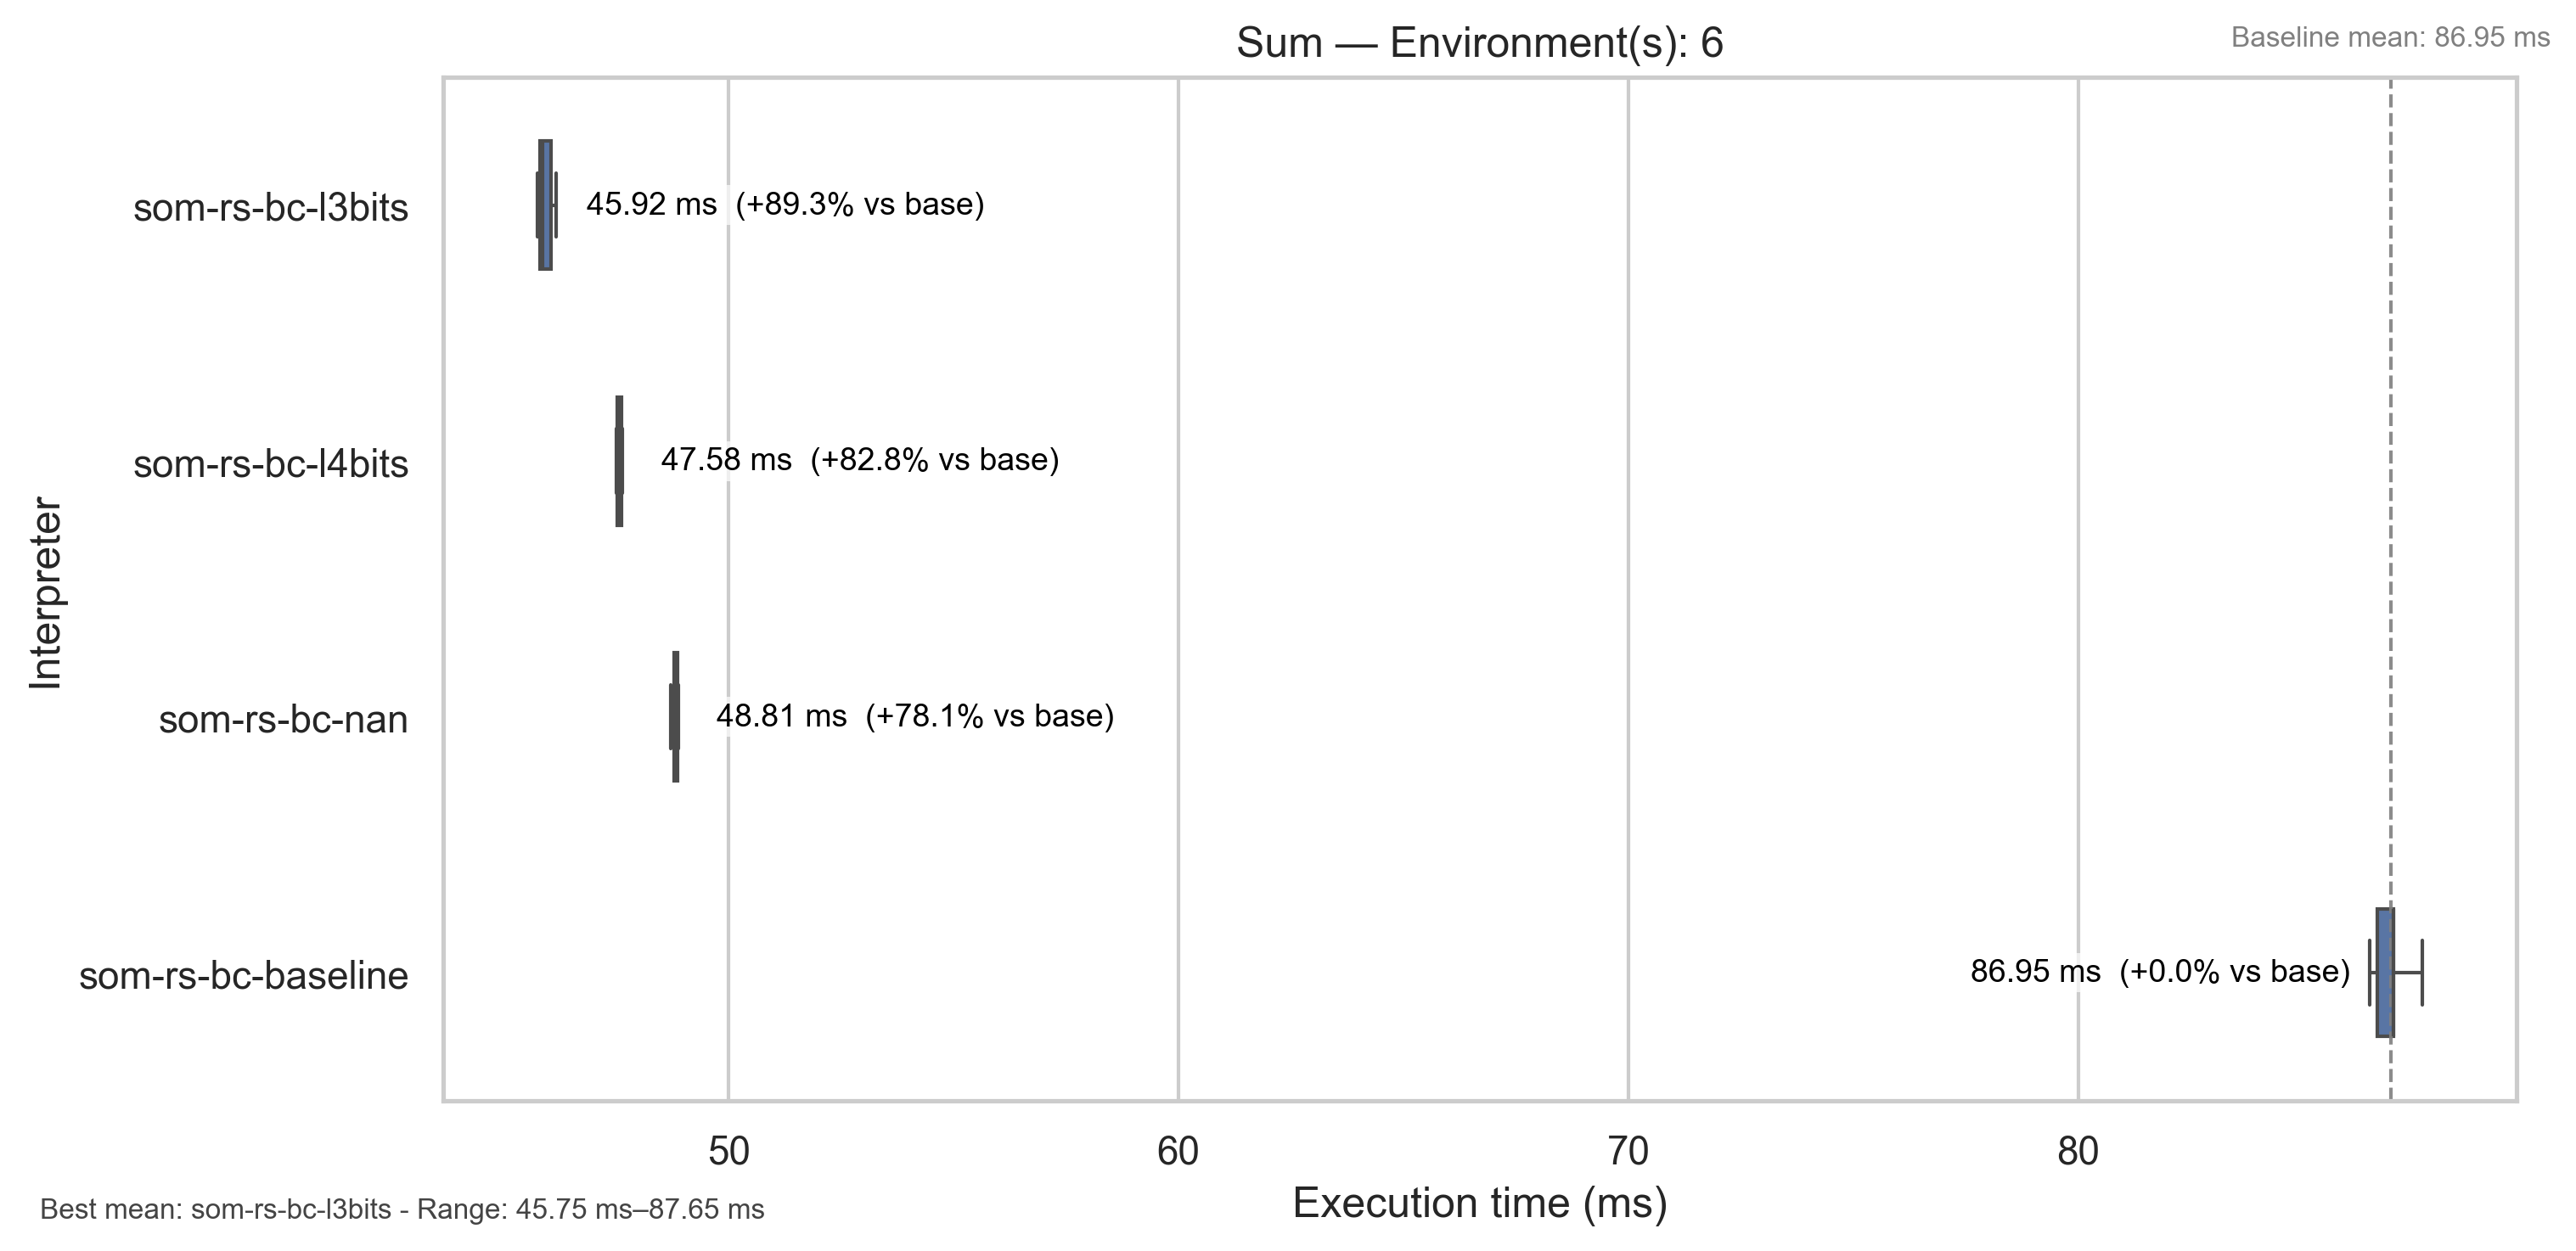 Sum — Environment(s): 6
Baseline mean: 86.95 ms
Interpreter
som-rs-bc-l3bits
45.92 ms  (+89.3% vs base)
som-rs-bc-l4bits
47.58 ms  (+82.8% vs base)
som-rs-bc-nan
48.81 ms  (+78.1% vs base)
som-rs-bc-baseline
86.95 ms  (+0.0% vs base)
50 60 70 80
Execution time (ms)
Best mean: som-rs-bc-l3bits - Range: 45.75 ms–87.65 ms